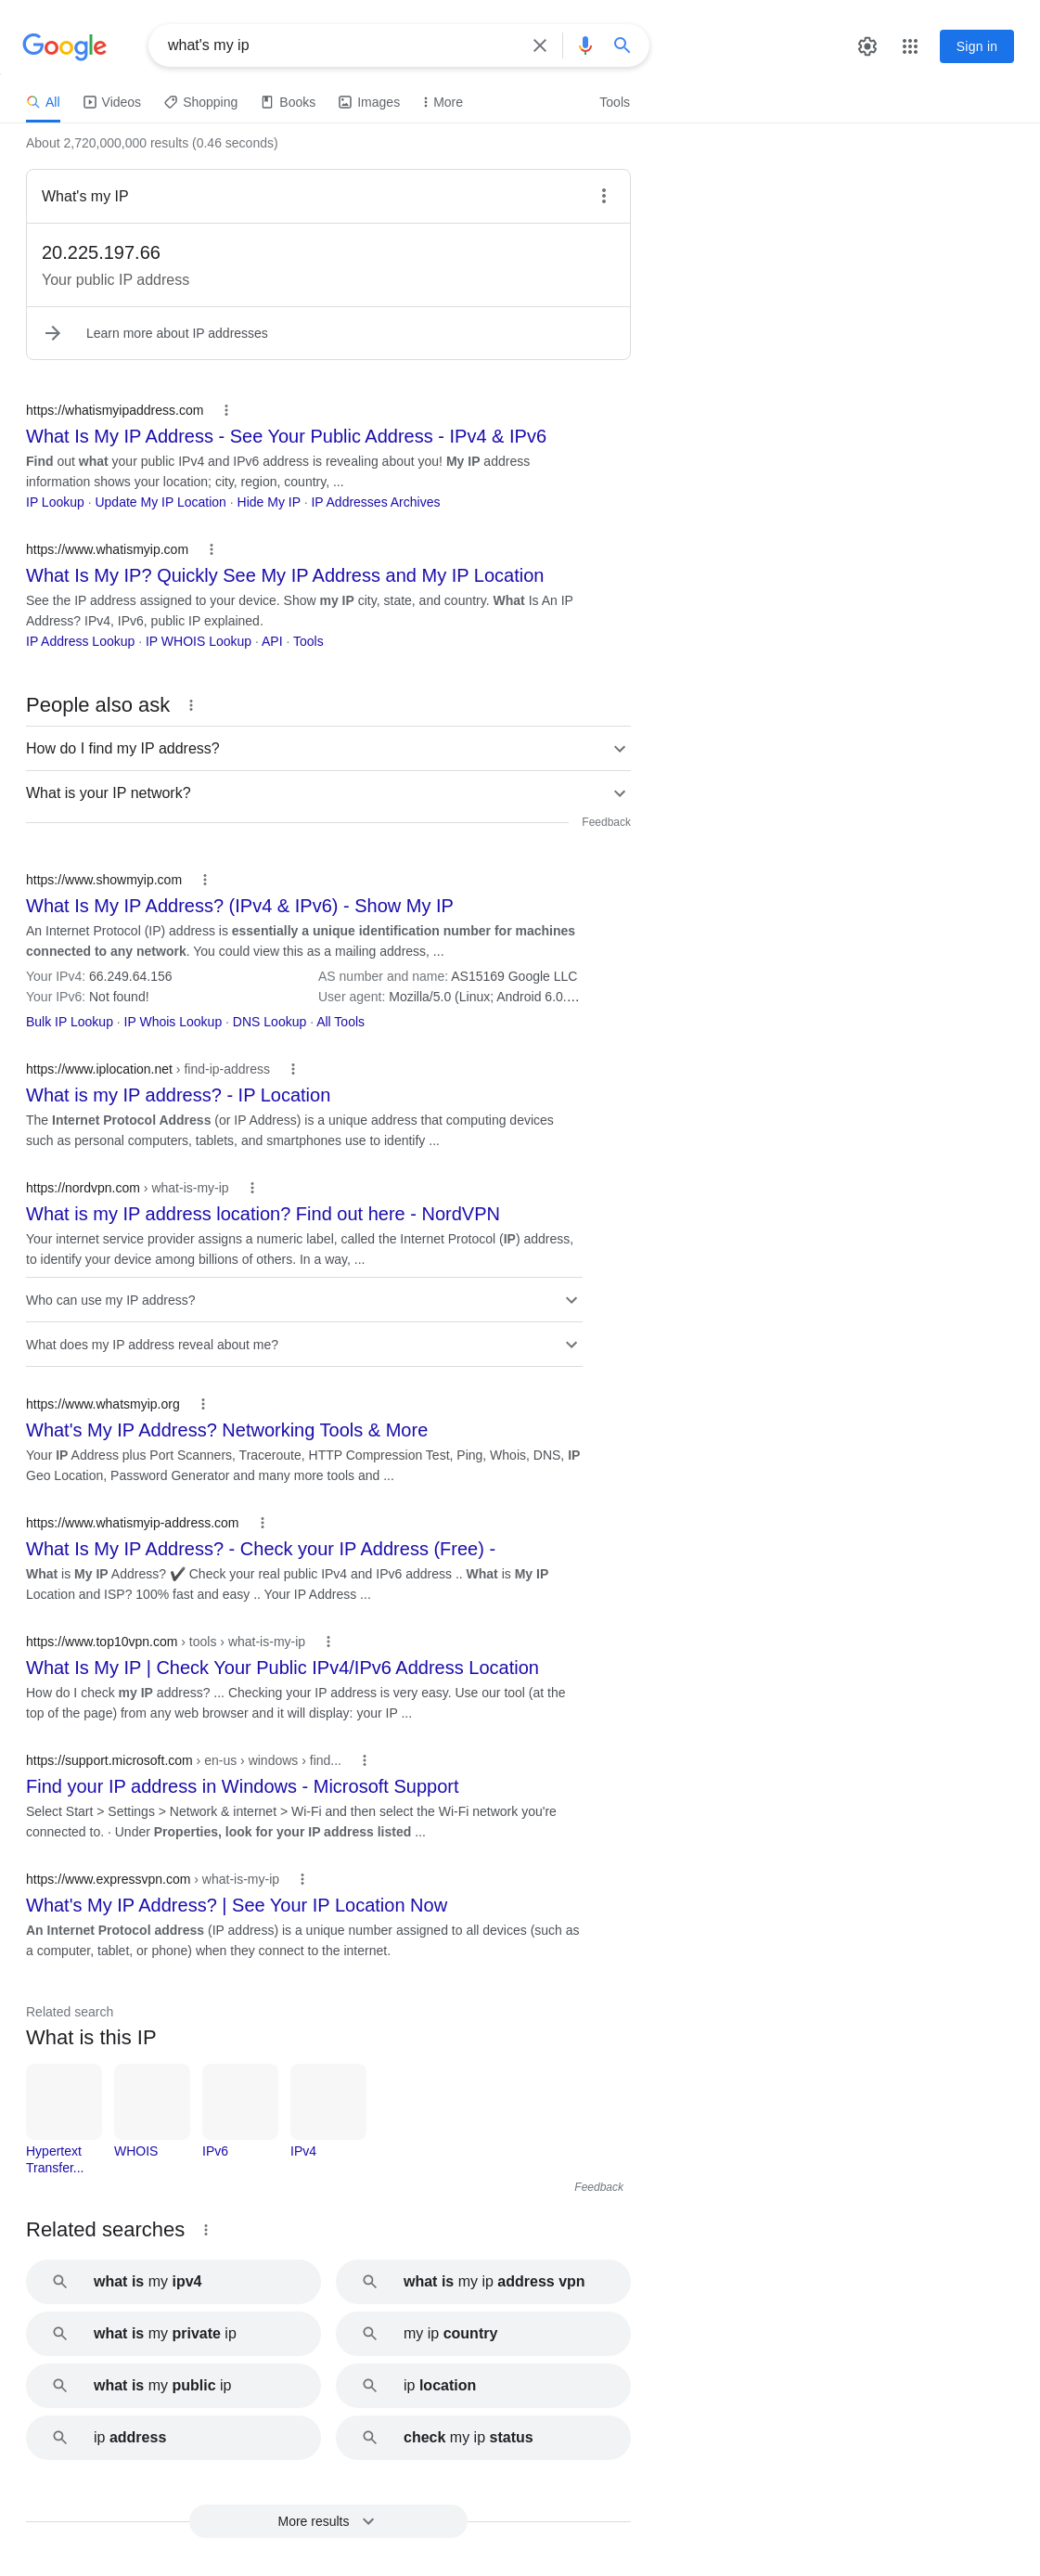 Google
what's my ip
Sign in
All
Videos
Shopping
Books
Images
More
Tools
About 2,720,000,000 results (0.46 seconds)
What's my IP
20.225.197.66
Your public IP address
Learn more about IP addresses
https://whatismyipaddress.com
What Is My IP Address - See Your Public Address - IPv4 & IPv6
Find out what your public IPv4 and IPv6 address is revealing about you! My IP address
information shows your location; city, region, country, ...
IP Lookup · Update My IP Location · Hide My IP · IP Addresses Archives
https://www.whatismyip.com
What Is My IP? Quickly See My IP Address and My IP Location
See the IP address assigned to your device. Show my IP city, state, and country. What Is An IP
Address? IPv4, IPv6, public IP explained.
IP Address Lookup · IP WHOIS Lookup · API · Tools
People also ask
How do I find my IP address?
What is your IP network?
Feedback
https://www.showmyip.com
What Is My IP Address? (IPv4 & IPv6) - Show My IP
An Internet Protocol (IP) address is essentially a unique identification number for machines
connected to any network. You could view this as a mailing address, ...
Your IPv4: 66.249.64.156
AS number and name: AS15169 Google LLC
Your IPv6: Not found!
User agent: Mozilla/5.0 (Linux; Android 6.0....
Bulk IP Lookup · IP Whois Lookup · DNS Lookup · All Tools
https://www.iplocation.net › find-ip-address
What is my IP address? - IP Location
The Internet Protocol Address (or IP Address) is a unique address that computing devices
such as personal computers, tablets, and smartphones use to identify ...
https://nordvpn.com › what-is-my-ip
What is my IP address location? Find out here - NordVPN
Your internet service provider assigns a numeric label, called the Internet Protocol (IP) address,
to identify your device among billions of others. In a way, ...
Who can use my IP address?
What does my IP address reveal about me?
https://www.whatsmyip.org
What's My IP Address? Networking Tools & More
Your IP Address plus Port Scanners, Traceroute, HTTP Compression Test, Ping, Whois, DNS, IP
Geo Location, Password Generator and many more tools and ...
https://www.whatismyip-address.com
What Is My IP Address? - Check your IP Address (Free) -
What is My IP Address? ✔️ Check your real public IPv4 and IPv6 address .. What is My IP
Location and ISP? 100% fast and easy .. Your IP Address ...
https://www.top10vpn.com › tools › what-is-my-ip
What Is My IP | Check Your Public IPv4/IPv6 Address Location
How do I check my IP address? ... Checking your IP address is very easy. Use our tool (at the
top of the page) from any web browser and it will display: your IP ...
https://support.microsoft.com › en-us › windows › find...
Find your IP address in Windows - Microsoft Support
Select Start > Settings > Network & internet > Wi-Fi and then select the Wi-Fi network you're
connected to. · Under Properties, look for your IP address listed ...
https://www.expressvpn.com › what-is-my-ip
What's My IP Address? | See Your IP Location Now
An Internet Protocol address (IP address) is a unique number assigned to all devices (such as
a computer, tablet, or phone) when they connect to the internet.
Related search
What is this IP
Hypertext
Transfer...
WHOIS
IPv6
IPv4
Feedback
Related searches
what is my ipv4
what is my ip address vpn
what is my private ip
my ip country
what is my public ip
ip location
ip address
check my ip status
More results